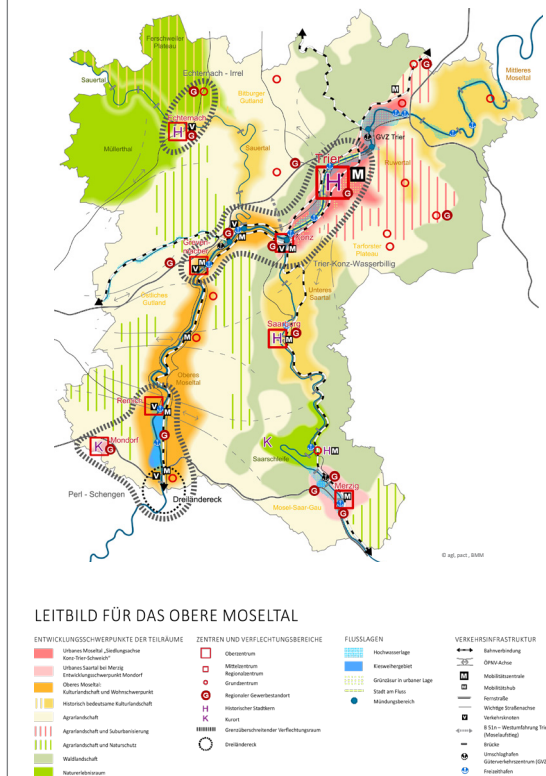 Ferschweiler
Plateau
Sauertal
Echternach - Irrel
Bitburger
Gutland
Mittleres
Moseltal
M
G
G
Echternach
H
V
G
GVZ Trier
Müllerthal
Sauertal
G
Trier
H
M
Ruwertal
G
G
V
G
Konz
G
V
M
Greven-
macher
G
M
V
Tarforster
Plateau
Trier-Konz-Wasserbillig
Unteres
Saartal
Gutland
M
Saarburg
H
G
M
Oberes
Moseltal
Remich
V
M
G
Mondorf
K
G
K
H
M
Saarschleife
G
Merzig
G
M
G
V
M
Perl - Schengen
Dreiländereck
Mosel-Saar-Gau
© agl, pact, BMM
LEITBILD FÜR DAS OBERE MOSELTAL
ENTWICKLUNGSSCHWERPUNKTE DER TEILRÄUME
Urbanes Moseltal „Siedlungsachse
Konz-Trier-Schweich"
Urbanes Saartal bei Merzig
Entwicklungsschwerpunkt Mondorf
Oberes Moseltal:
Kulturlandschaft und Wohnschwerpunkt
Historisch bedeutsame Kulturlandschaft
Agrarlandschaft
Agrarlandschaft und Suburbanisierung
Agrarlandschaft und Naturschutz
Waldlandschaft
Naturerlebnisraum
ZENTREN UND VERFLECHTUNGSBEREICHE
Oberzentrum
Mittelzentrum
Regionalzentrum
Grundzentrum
G Regionaler Gewerbestandort
H Historischer Stadtkern
K Kurort
Grenzüberschreitender Verflechtungsraum
Dreiländereck
FLUSSLAGEN
Hochwasserlage
Kiesweihergebiet
Grünzäsur in urbaner Lage
Stadt am Fluss
Mündungsbereich
VERKEHRSINFRASTRUKTUR
Bahnverbindung
ÖPNV-Achse
M Mobilitätszentrale
M Mobilitätshub
Fernstraße
Wichtige Straßenachse
V Verkehrsknoten
B 51n – Westumfahrung Trier
(Moselaufstieg)
Brücke
Umschlaghafen
Güterverkehrszentrum (GVZ)
Freizeithafen